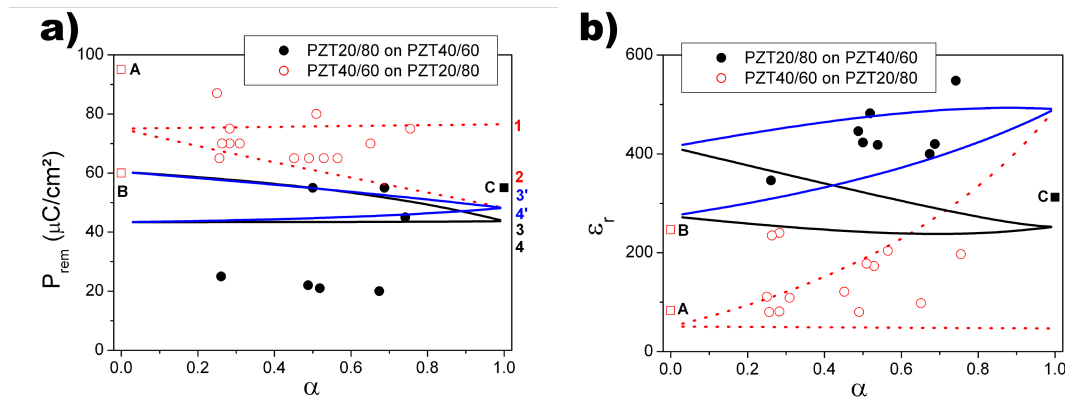 a)
PZT20/80 on PZT40/60
PZT40/60 on PZT20/80
100
80
60
40
20
0
P_rem (μC/cm²)
A
B
C
1
2
3'
4'
3
4
0.0 0.2 0.4 0.6 0.8 1.0
α
b)
PZT20/80 on PZT40/60
PZT40/60 on PZT20/80
600
400
200
0
ε_r
B
A
C
0.0 0.2 0.4 0.6 0.8 1.0
α